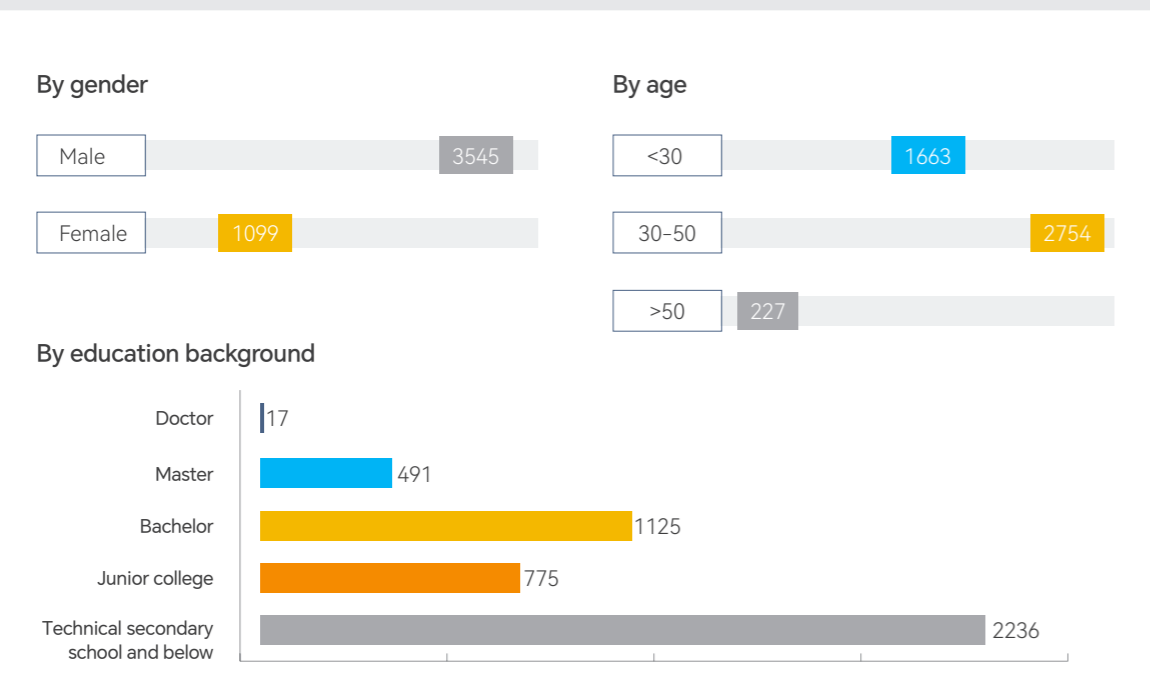 By gender
Male 3545
Female 1099
By age
<30 1663
30-50 2754
>50 227
By education background
Doctor 17
Master 491
Bachelor 1125
Junior college 775
Technical secondary
school and below 2236